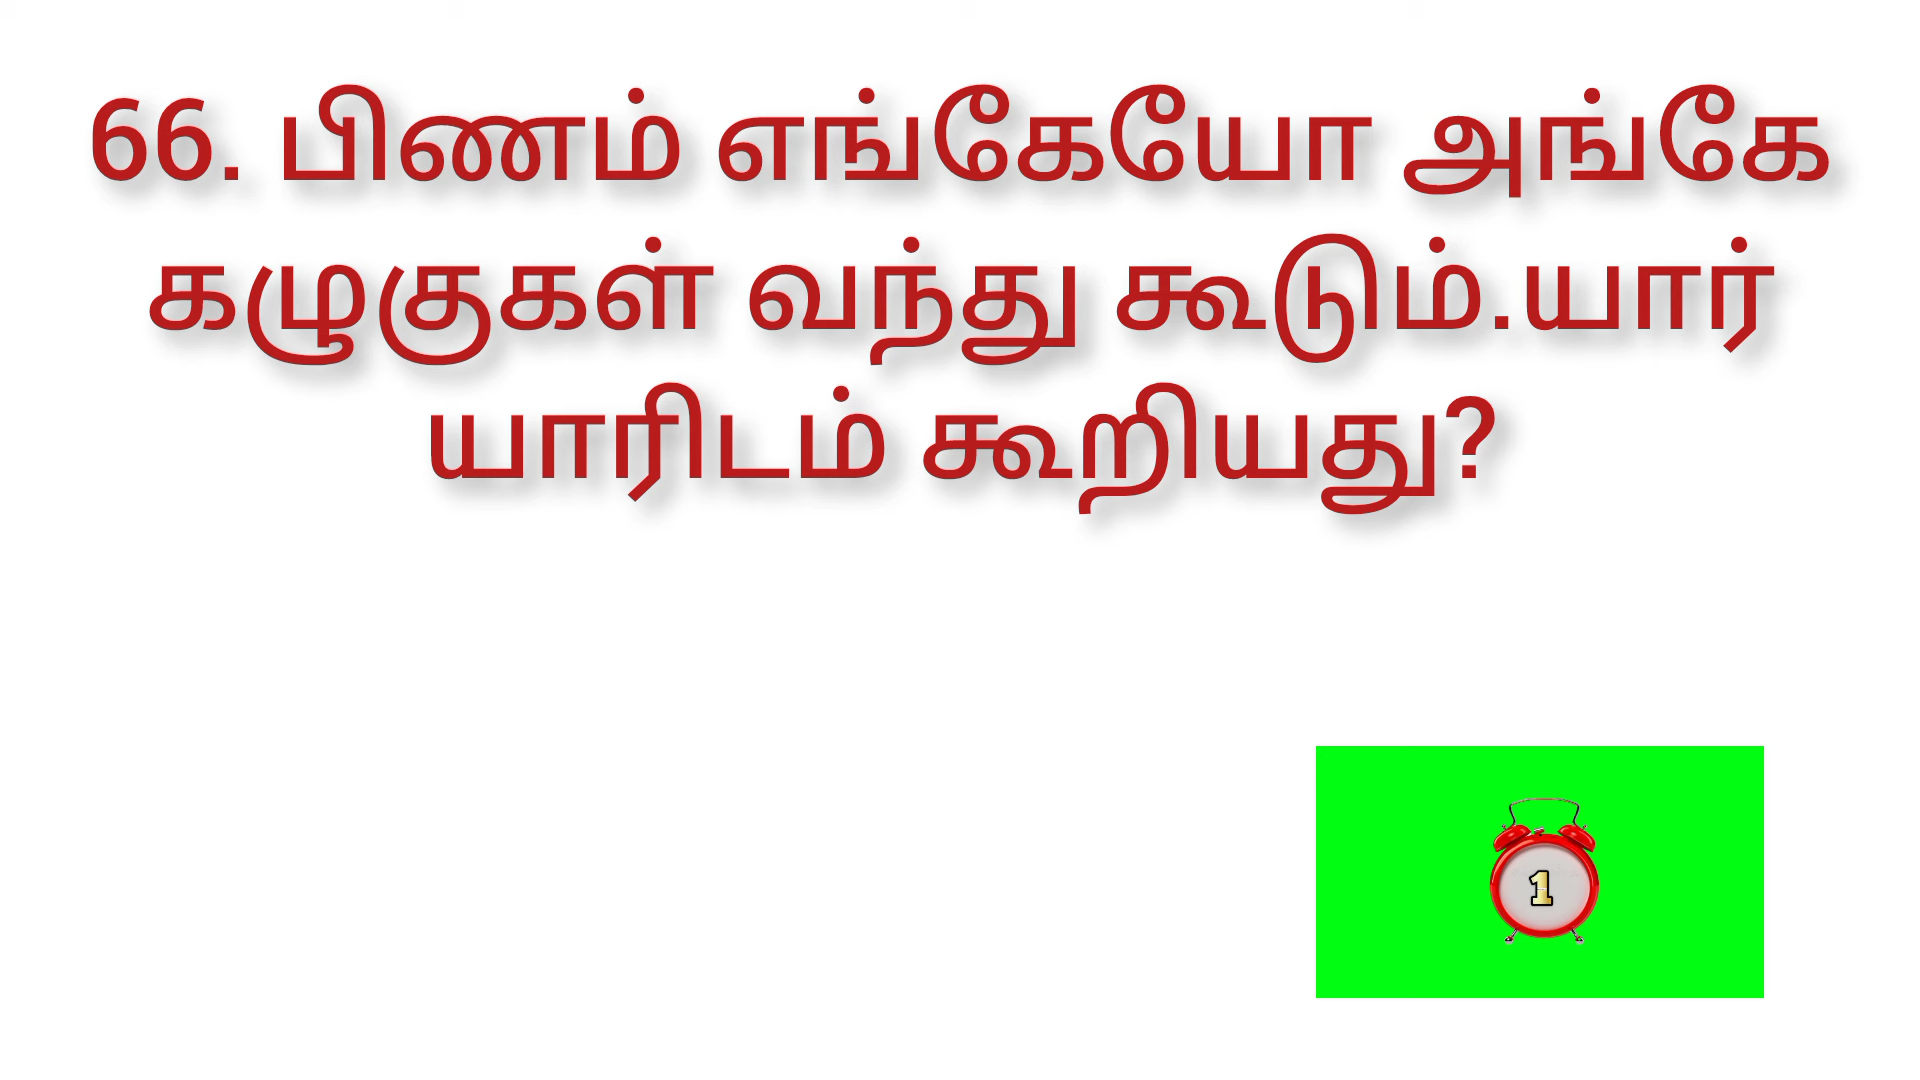 66. பிணம் எங்கேயோ அங்கே
கழுகுகள் வந்து கூடும்.யார்
யாரிடம் கூறியது?
1